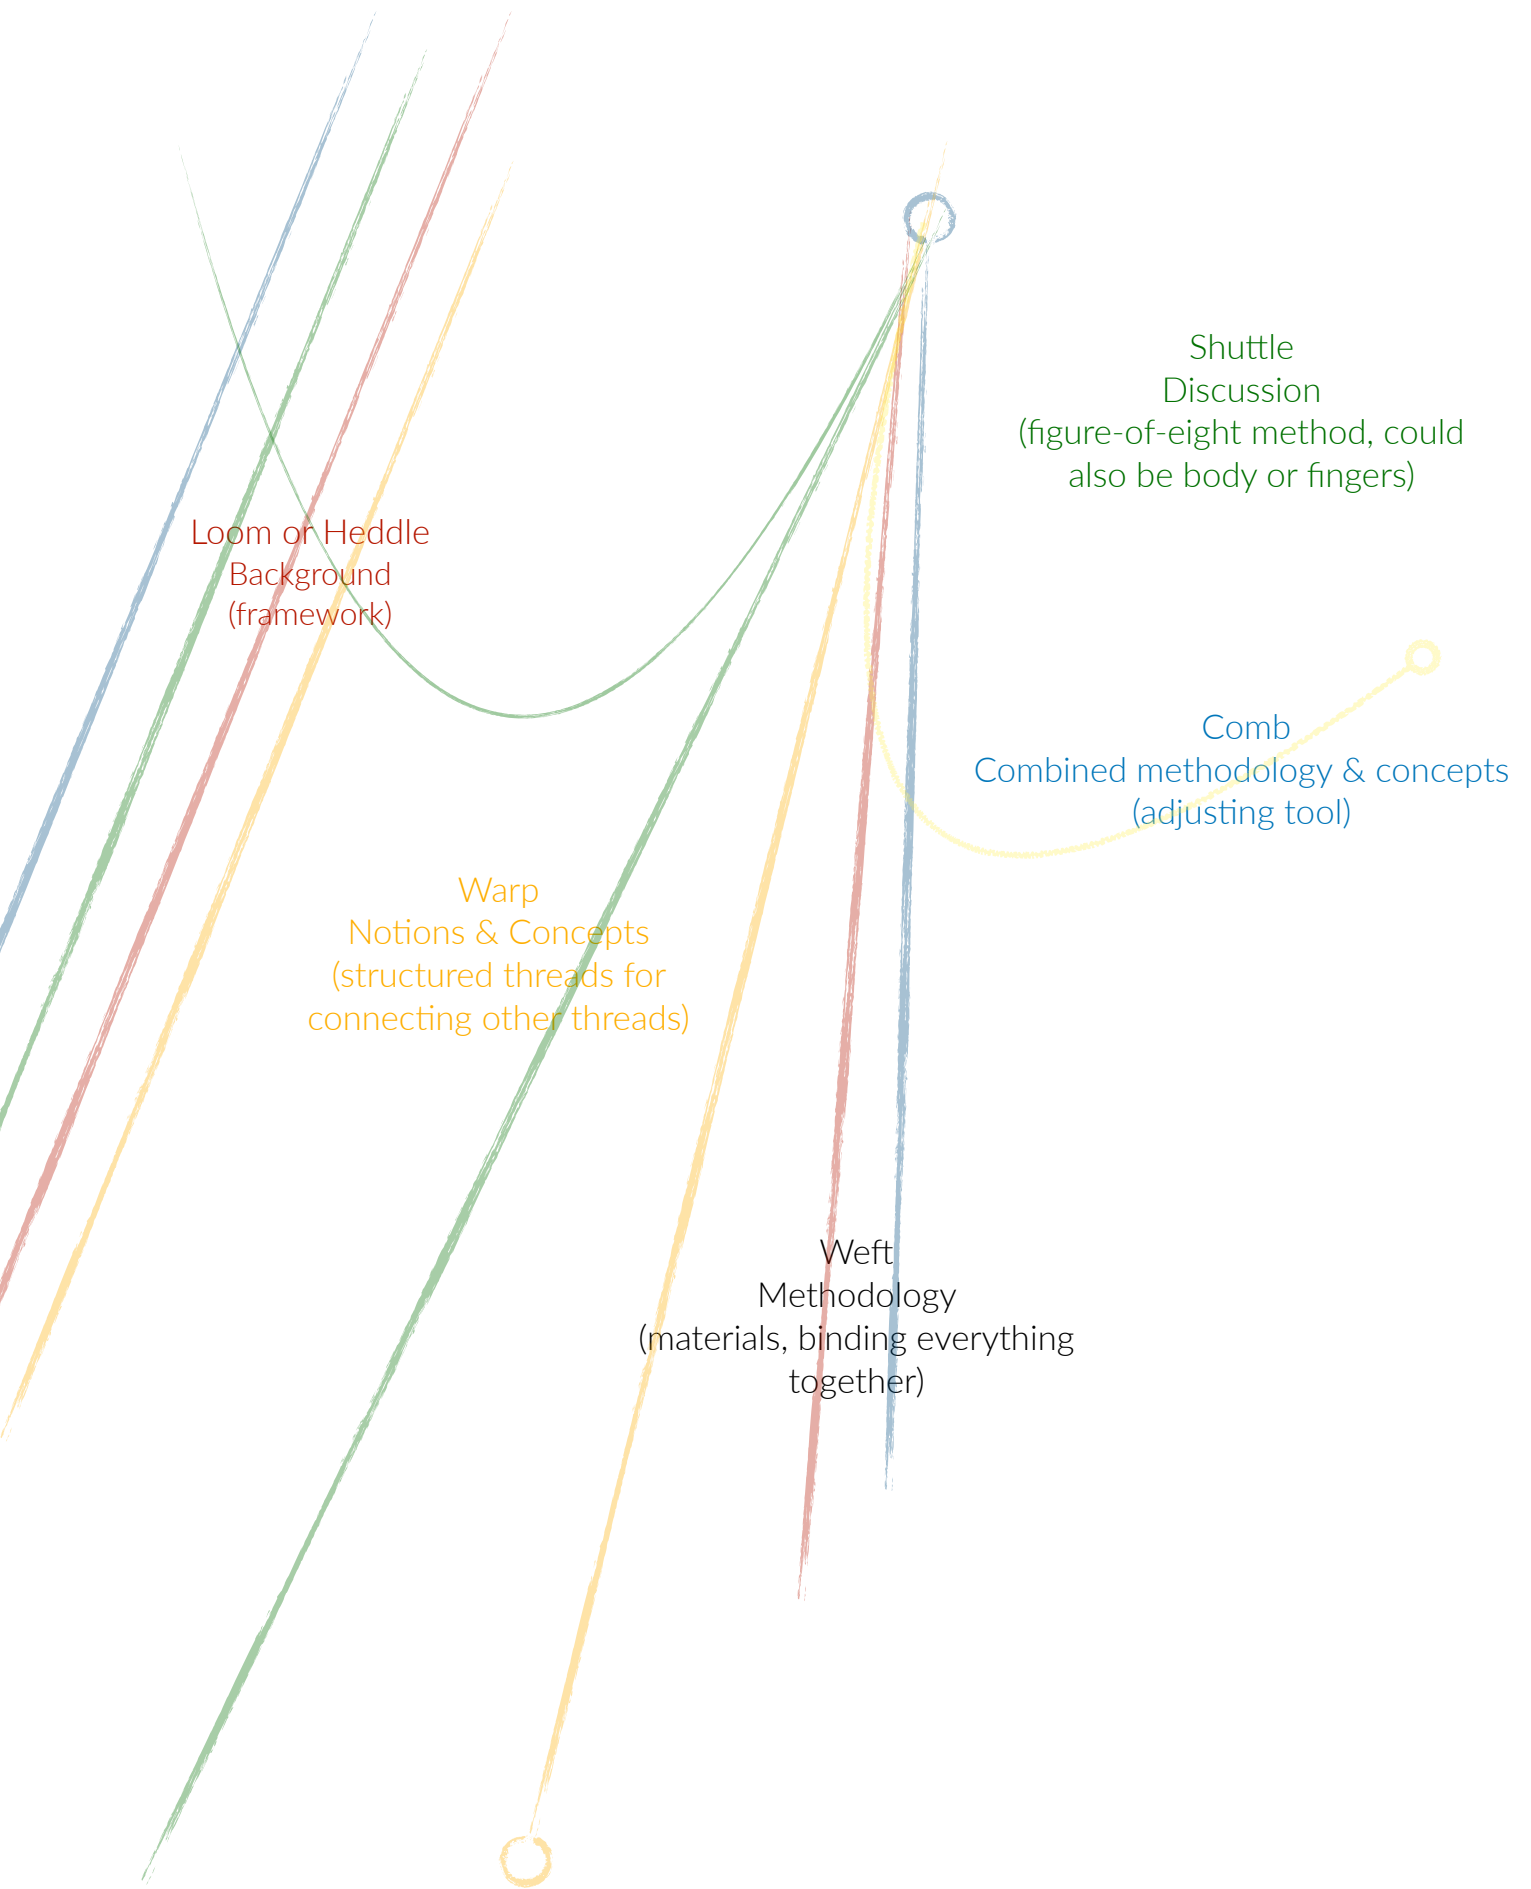 Shuttle
Discussion
(figure-of-eight method, could
also be body or fingers)
Loom or Heddle
Background
(framework)
Comb
Combined methodology & concepts
(adjusting tool)
Warp
Notions & Concepts
(structured threads for
connecting other threads)
Weft
Methodology
(materials, binding everything
together)